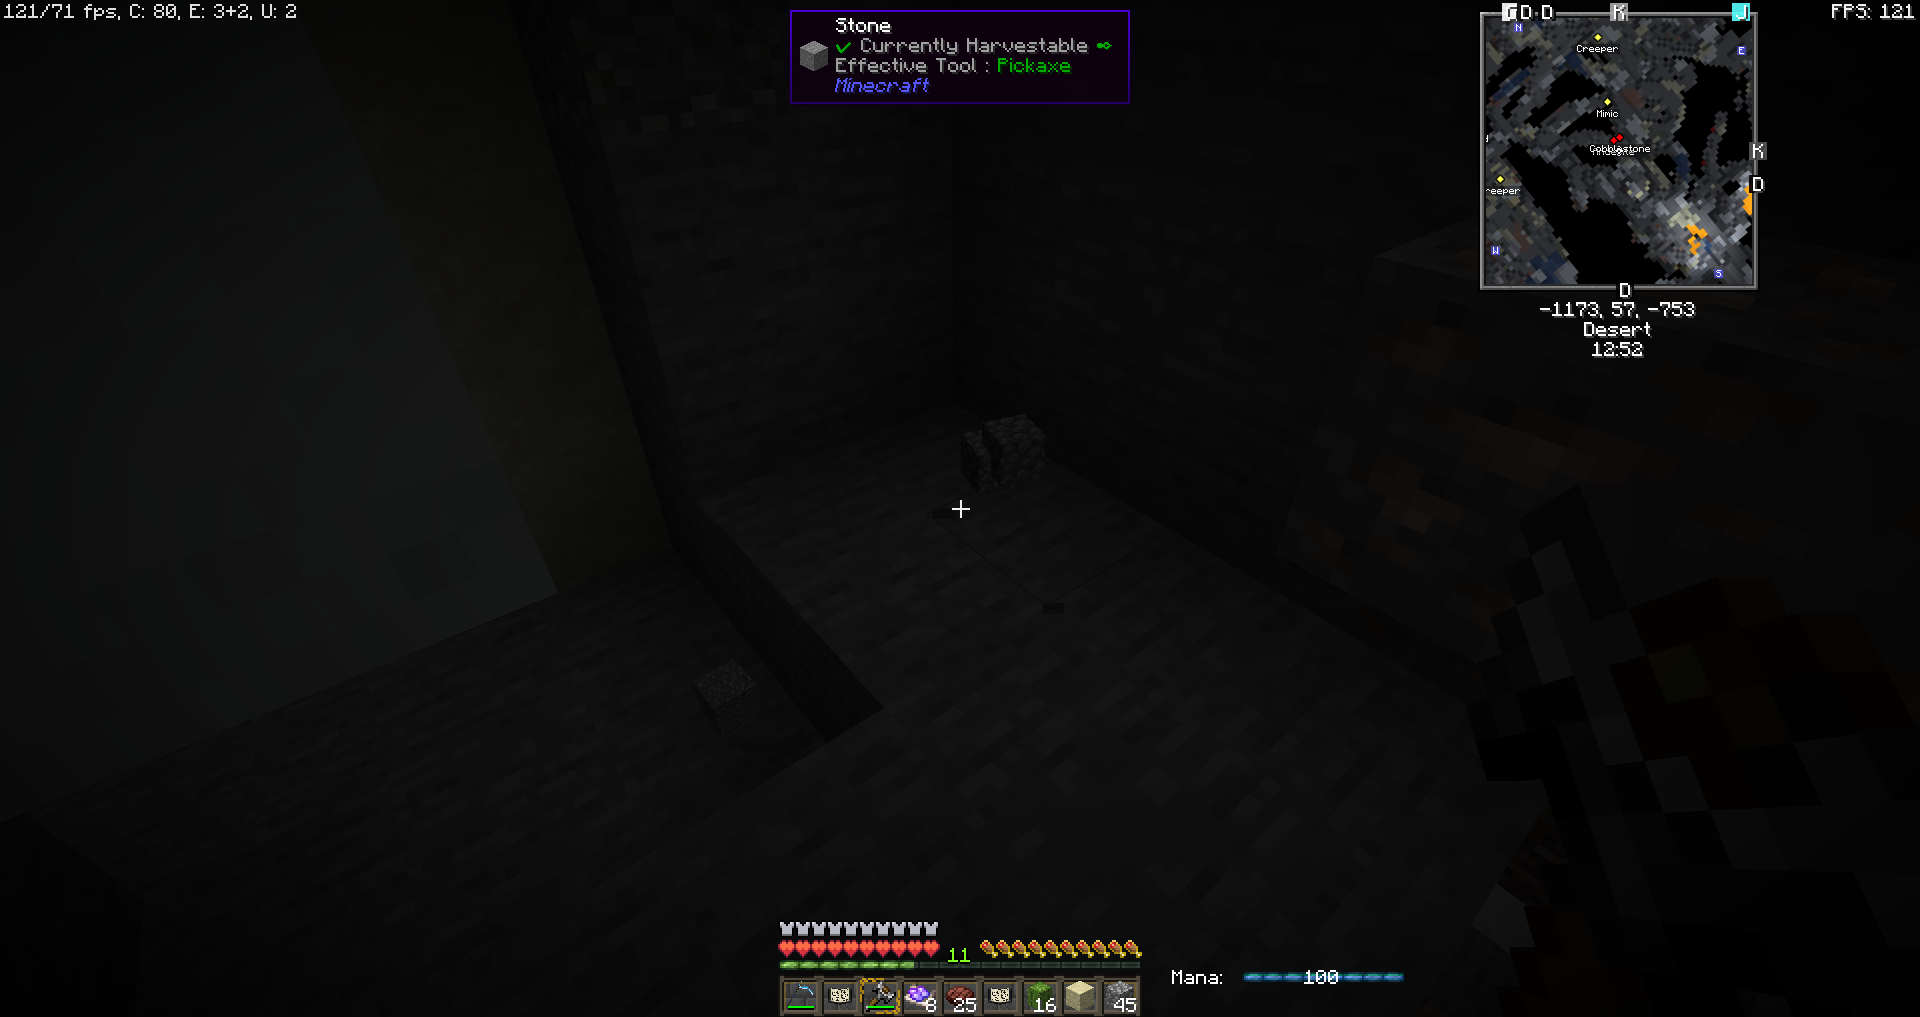 121/71 fps, C: 80, E: 3+2, U: 2
Stone
✓ Currently Harvestable
Effective Tool : Pickaxe
Minecraft
FPS: 121
D D K J
N
Creeper
E
Mimic
Cobblestone
K
D
reeper
W
S
D
-1173, 57, -753
Desert
12:52
11
Mana: 100
8
25
16
45